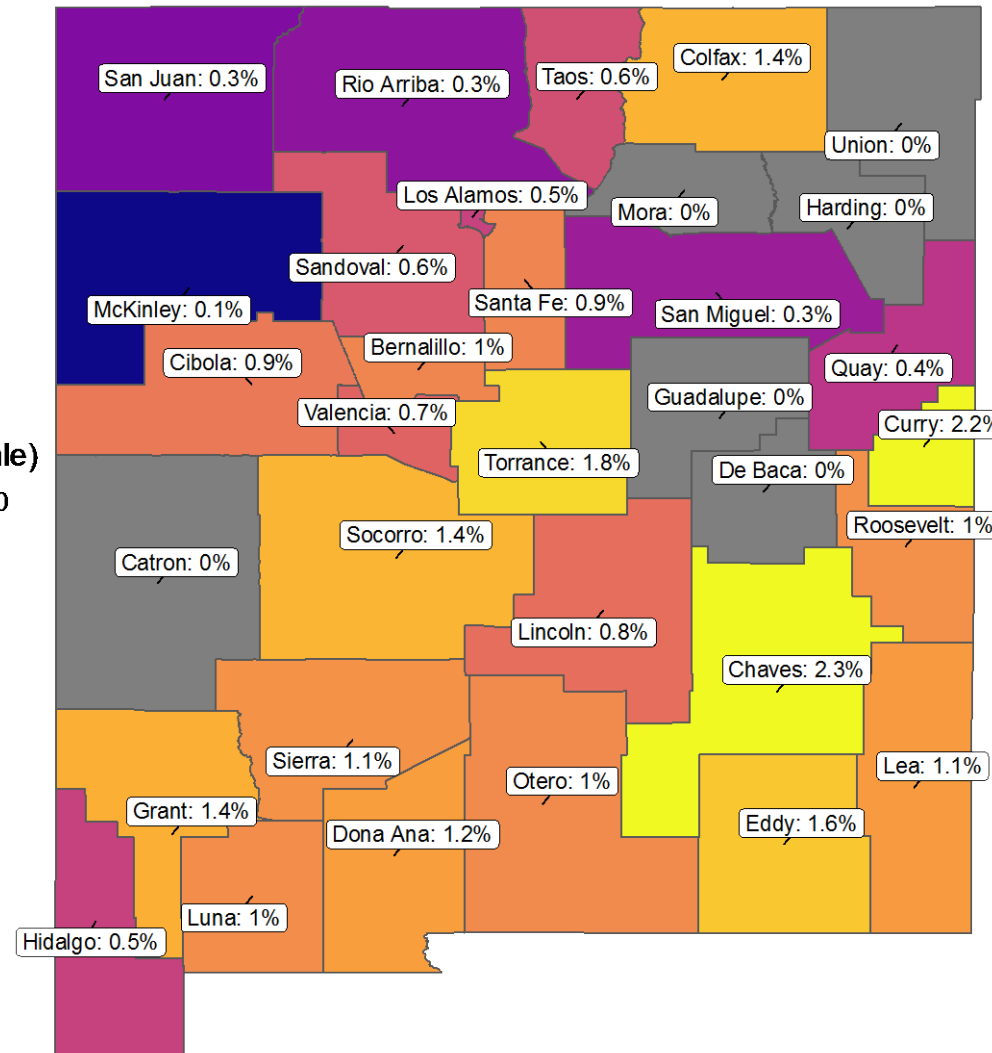 San Juan: 0.3%
Rio Arriba: 0.3%
Taos: 0.6%
Colfax: 1.4%
Union: 0%
Los Alamos: 0.5%
Mora: 0%
Harding: 0%
Sandoval: 0.6%
McKinley: 0.1%
Santa Fe: 0.9%
San Miguel: 0.3%
Bernalillo: 1%
Cibola: 0.9%
Quay: 0.4%
Guadalupe: 0%
Valencia: 0.7%
Curry: 2.2%
le)
Torrance: 1.8%
De Baca: 0%
0
Roosevelt: 1%
Socorro: 1.4%
Catron: 0%
Lincoln: 0.8%
Chaves: 2.3%
Sierra: 1.1%
Lea: 1.1%
Otero: 1%
Grant: 1.4%
Dona Ana: 1.2%
Eddy: 1.6%
Luna: 1%
Hidalgo: 0.5%